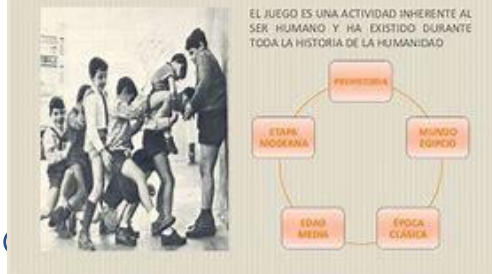 EL JUEGO ES UNA ACTIVIDAD INHERENTE AL
SER HUMANO Y HA EXISTIDO DURANTE
TODA LA HISTORIA DE LA HUMANIDAD
PREHISTORIA
MUNDO
EGIPCIO
ÉPOCA
CLÁSICA
EDAD
MEDIA
ETAPA
MODERNA